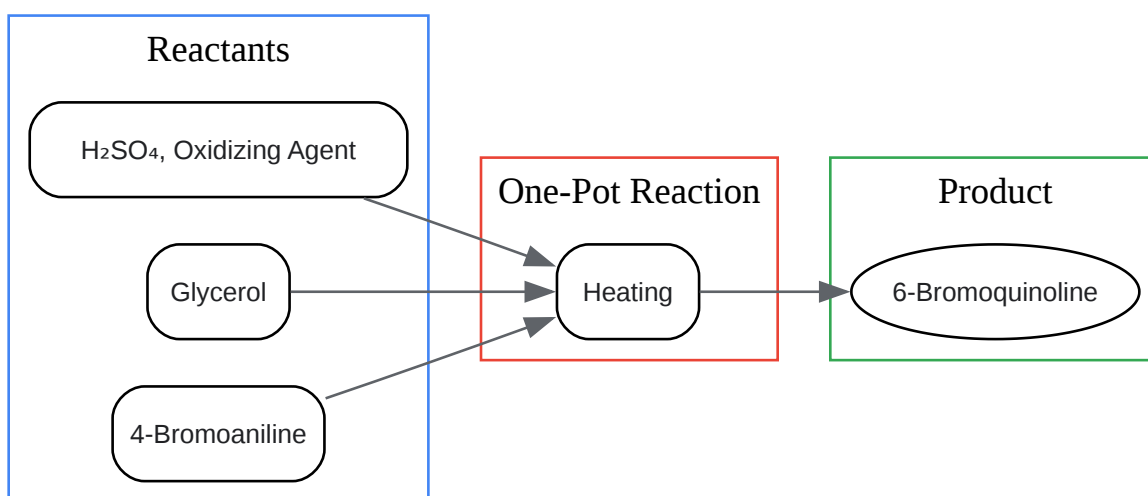 Reactants
H₂SO₄, Oxidizing Agent
Glycerol
4-Bromoaniline
One-Pot Reaction
Heating
Product
6-Bromoquinoline